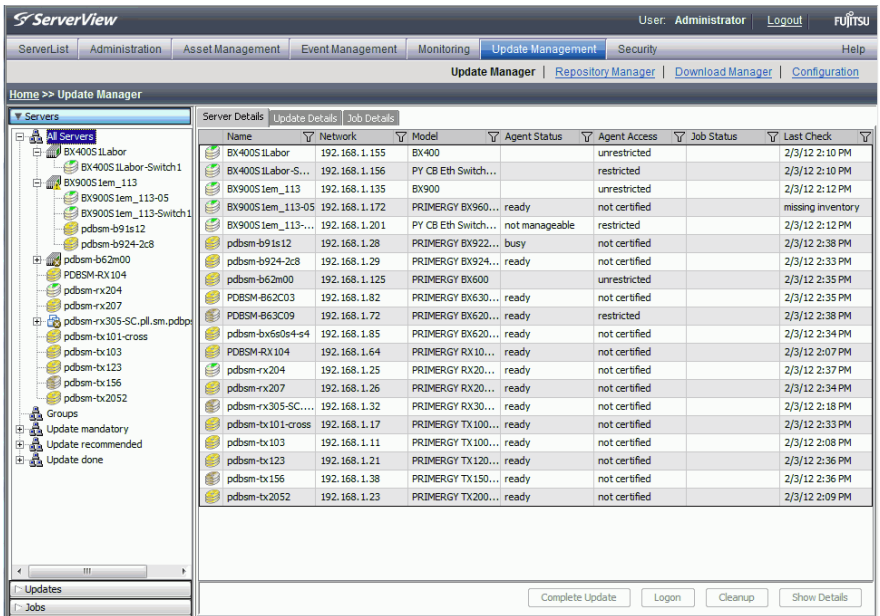 ServerView
User: Administrator Logout FUJITSU
ServerList Administration Asset Management Event Management Monitoring Update Management Security Help
Update Manager | Repository Manager | Download Manager | Configuration
Home >> Update Manager
Servers
All Servers
BX400S1Labor
BX400S1Labor-Switch1
BX900S1em_113
BX900S1em_113-05
BX900S1em_113-Switch1
pdbsm-b91s12
pdbsm-b924-2c8
pdbsm-b62m00
PDBSM-RX104
pdbsm-rx204
pdbsm-rx207
pdbsm-rx305-SC.pll.sm.pdbps
pdbsm-tx101-cross
pdbsm-tx103
pdbsm-tx123
pdbsm-tx156
pdbsm-tx2052
Groups
Update mandatory
Update recommended
Update done
Updates
Jobs
Server Details Update Details Job Details
Name Network Model Agent Status Agent Access Job Status Last Check
BX400S1Labor 192.168.1.155 BX400 unrestricted 2/3/12 2:10 PM
BX400S1Labor-S... 192.168.1.156 PY CB Eth Switch... restricted 2/3/12 2:10 PM
BX900S1em_113 192.168.1.135 BX900 unrestricted 2/3/12 2:12 PM
BX900S1em_113-05 192.168.1.172 PRIMERGY BX960... ready not certified missing inventory
BX900S1em_113-... 192.168.1.201 PY CB Eth Switch... not manageable restricted 2/3/12 2:12 PM
pdbsm-b91s12 192.168.1.28 PRIMERGY BX922... busy not certified 2/3/12 2:38 PM
pdbsm-b924-2c8 192.168.1.29 PRIMERGY BX924... ready not certified 2/3/12 2:33 PM
pdbsm-b62m00 192.168.1.125 PRIMERGY BX600 unrestricted 2/3/12 2:35 PM
PDBSM-B62C03 192.168.1.82 PRIMERGY BX630... ready not certified 2/3/12 2:35 PM
PDBSM-B63C09 192.168.1.72 PRIMERGY BX620... ready restricted 2/3/12 2:38 PM
pdbsm-bx6s0s4-s4 192.168.1.85 PRIMERGY BX620... ready not certified 2/3/12 2:34 PM
PDBSM-RX104 192.168.1.64 PRIMERGY RX10... ready not certified 2/3/12 2:07 PM
pdbsm-rx204 192.168.1.25 PRIMERGY RX20... ready not certified 2/3/12 2:37 PM
pdbsm-rx207 192.168.1.26 PRIMERGY RX20... ready not certified 2/3/12 2:34 PM
pdbsm-rx305-SC.... 192.168.1.32 PRIMERGY RX30... ready not certified 2/3/12 2:18 PM
pdbsm-tx101-cross 192.168.1.17 PRIMERGY TX100... ready not certified 2/3/12 2:33 PM
pdbsm-tx103 192.168.1.11 PRIMERGY TX100... ready not certified 2/3/12 2:08 PM
pdbsm-tx123 192.168.1.21 PRIMERGY TX120... ready not certified 2/3/12 2:36 PM
pdbsm-tx156 192.168.1.38 PRIMERGY TX150... ready not certified 2/3/12 2:36 PM
pdbsm-tx2052 192.168.1.23 PRIMERGY TX200... ready not certified 2/3/12 2:09 PM
Complete Update Logon Cleanup Show Details